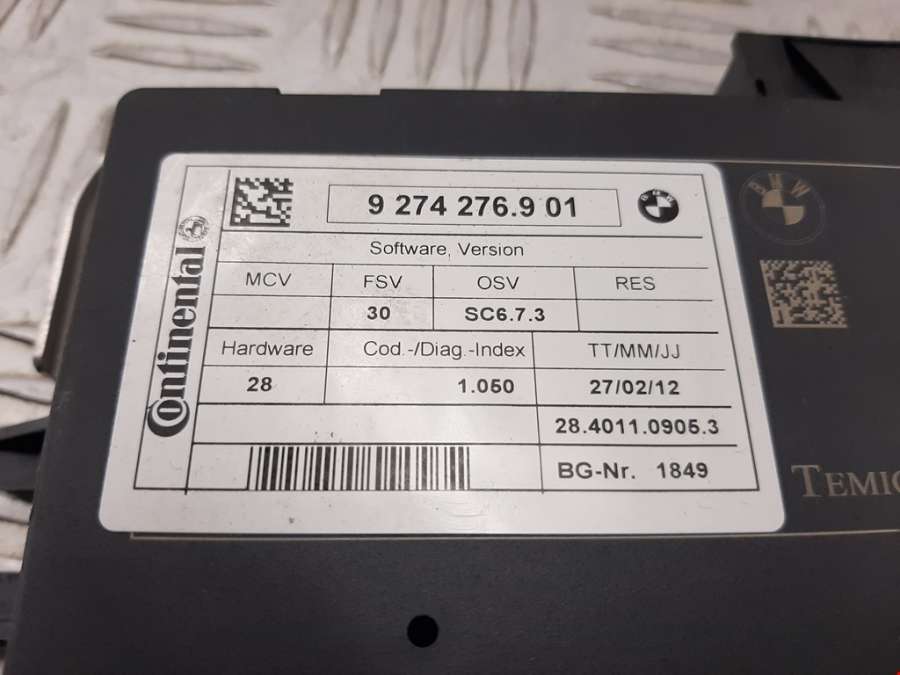 9 274 276.9 01
Software, Version
MCV FSV OSV RES
30 SC6.7.3
Hardware Cod.-/Diag.-Index TT/MM/JJ
28 1.050 27/02/12
28.4011.0905.3
BG-Nr. 1849
Continental
BMW
TEMIC